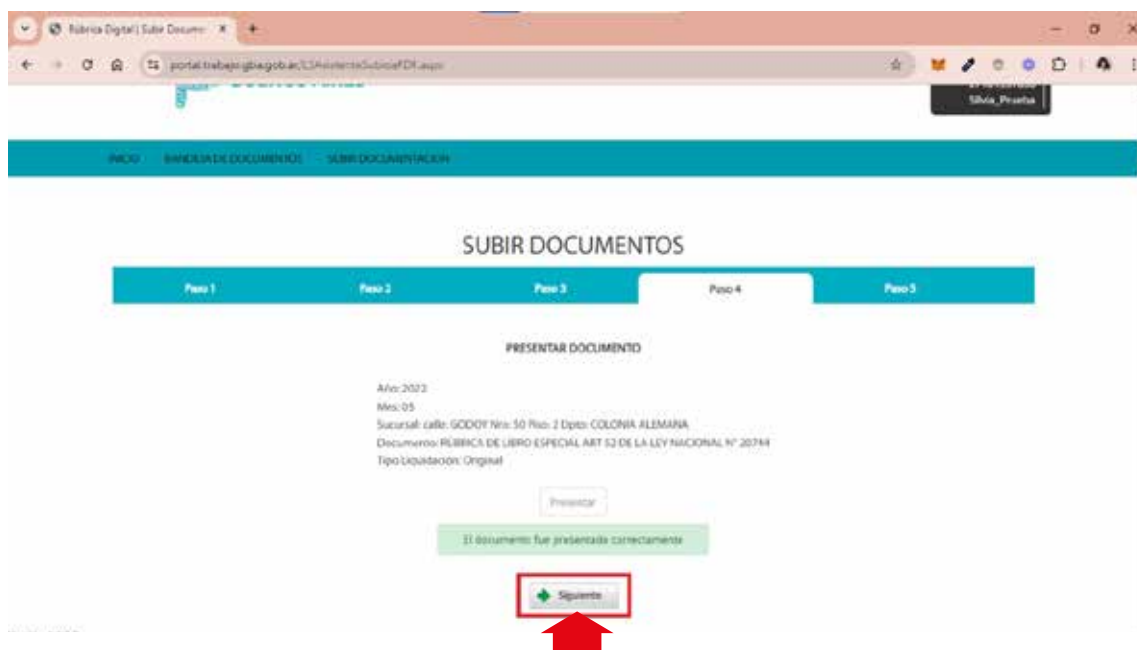 Rúbrica Digital | Subir Docume
portal.trabajo.gba.gob.ar/
BUENOS AIRES
Silvia_Prueba
INICIO BANDEJA DE DOCUMENTOS SUBIR DOCUMENTACION
SUBIR DOCUMENTOS
Paso 1 Paso 2 Paso 3 Paso 4 Paso 5
PRESENTAR DOCUMENTO
Año: 2023
Mes: 05
Sucursal: calle: GODOY Nro: 50 Piso: 2 Dpto: COLONIA ALEMANA
Documento: RÚBRICA DE LIBRO ESPECIAL ART 52 DE LA LEY NACIONAL N° 20744
Tipo Liquidación: Original
Presentar
El documento fue presentado correctamente
Siguiente